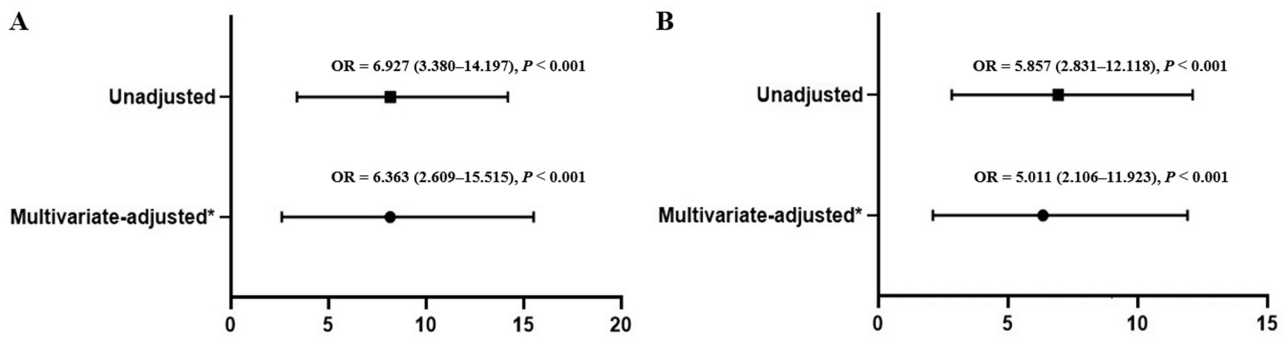 A
OR = 6.927 (3.380–14.197), P < 0.001
Unadjusted
OR = 6.363 (2.609–15.515), P < 0.001
Multivariate-adjusted*
0 5 10 15 20
B
OR = 5.857 (2.831–12.118), P < 0.001
Unadjusted
OR = 5.011 (2.106–11.923), P < 0.001
Multivariate-adjusted*
0 5 10 15